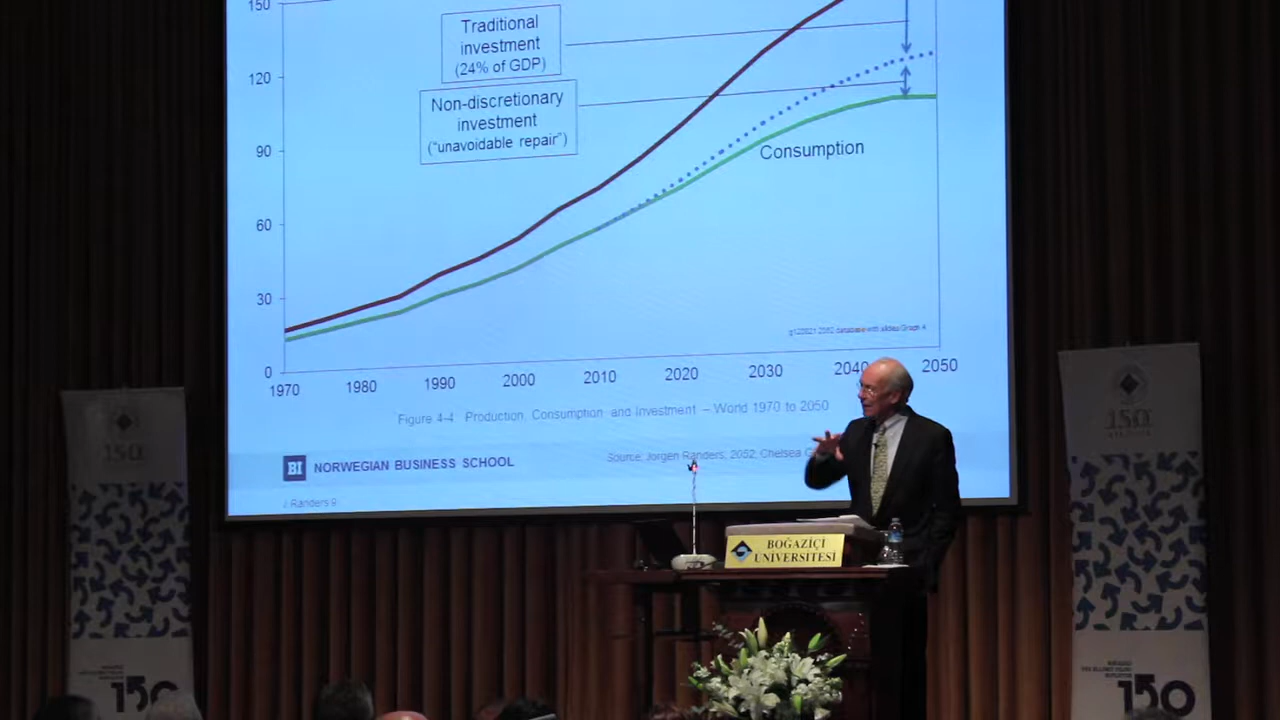 150
Traditional
investment
(24% of GDP)
120
Non-discretionary
investment
("unavoidable repair")
90
Consumption
60
30
0
1970 1980 1990 2000 2010 2020 2030 2040 2050
Figure 4-4 Production, Consumption and Investment – World 1970 to 2050
BI NORWEGIAN BUSINESS SCHOOL
Source: Jorgen Randers, 2052, Chelsea
J Randers 9
BOĞAZİÇİ
ÜNİVERSİTESİ
150
150
150
150